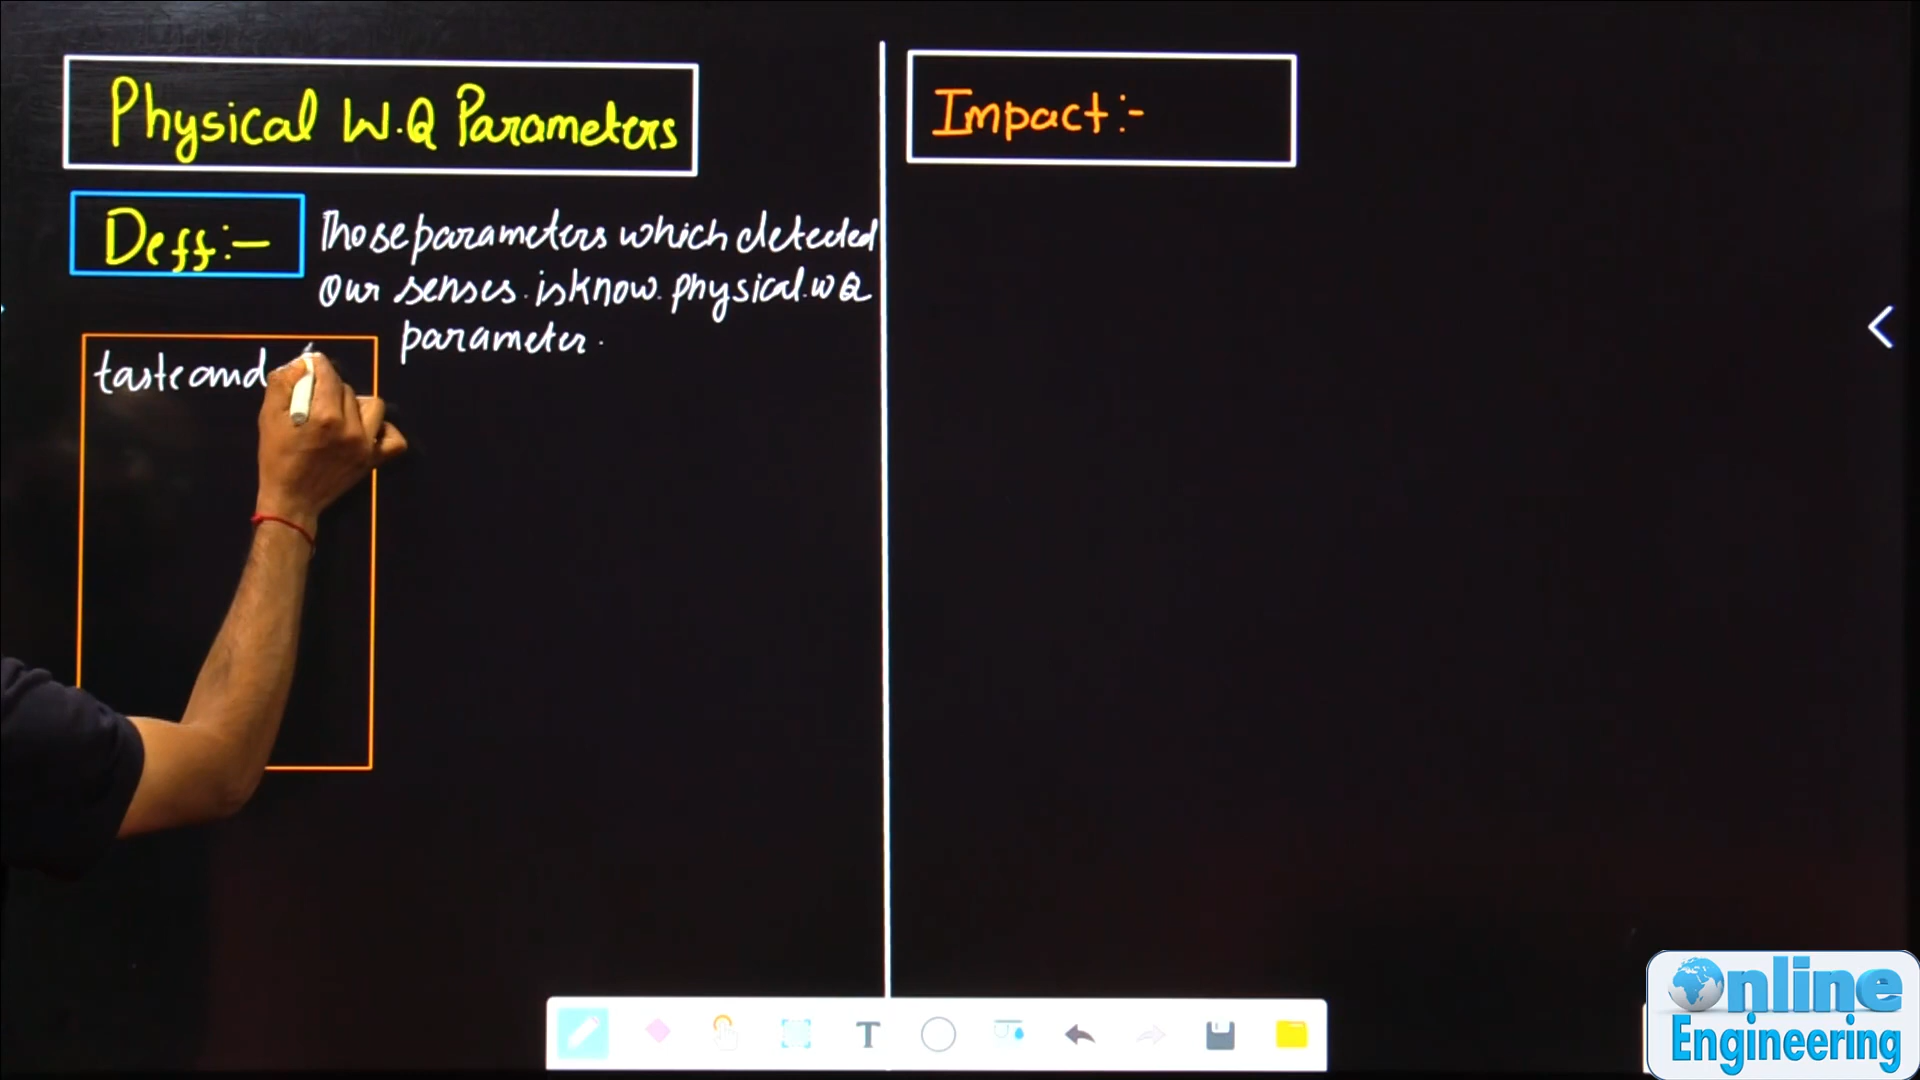 Physical W.Q Parameters
Deff:-
Those parameters which detected
Our senses. is know. physical. W Q
parameter.
taste and
Impact:-
T
Online
Engineering